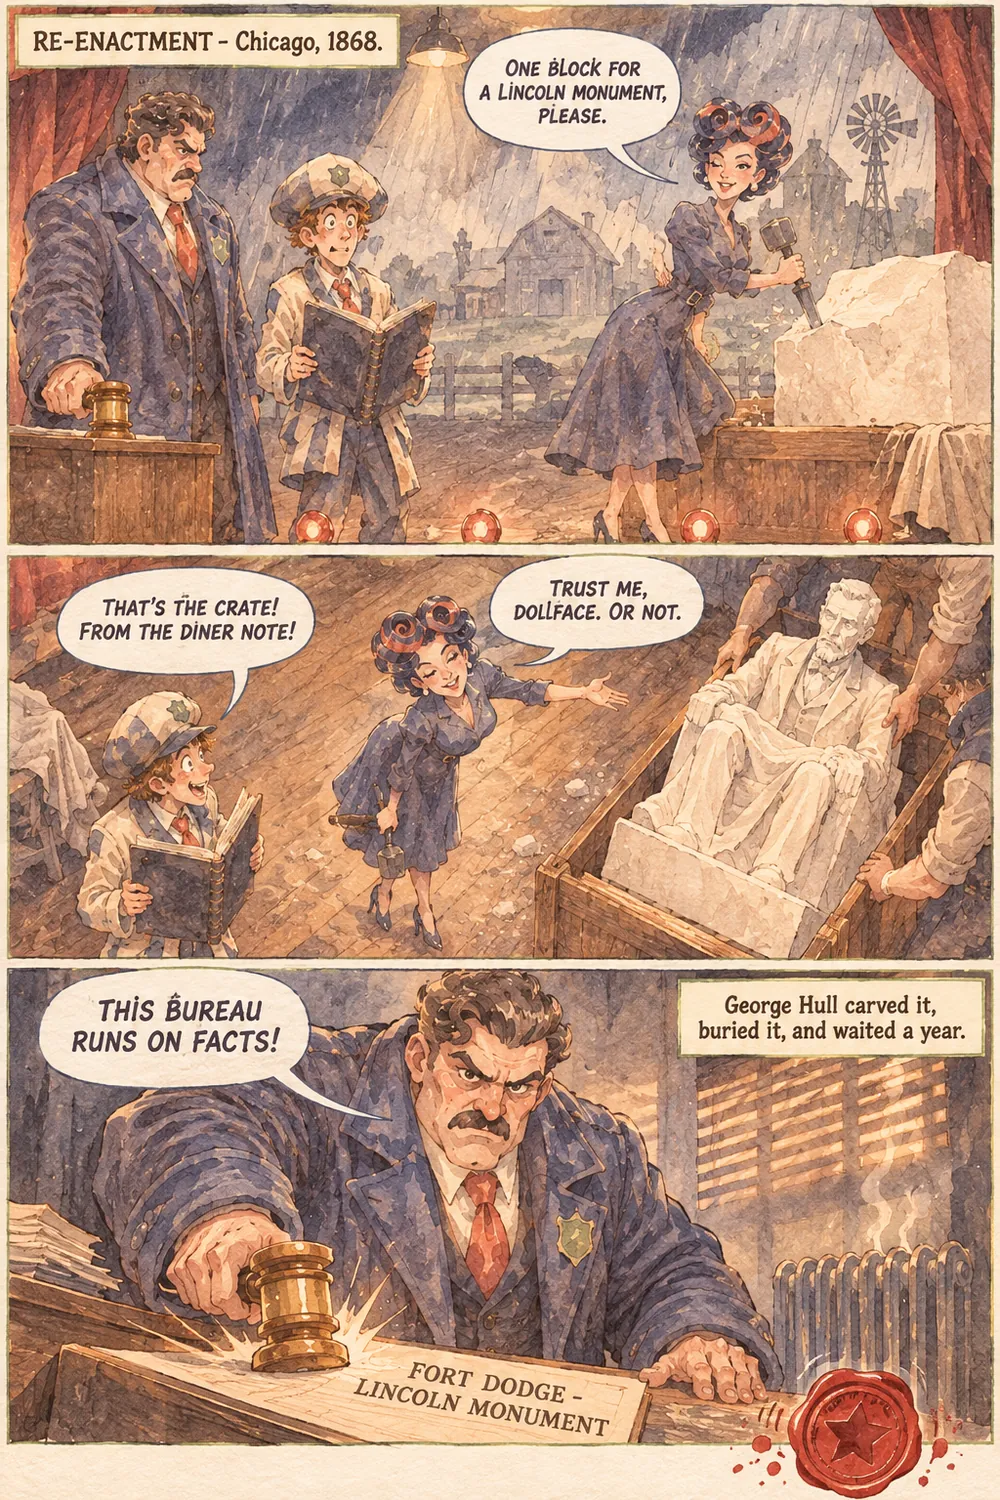 RE-ENACTMENT - Chicago, 1868.
ONE BLOCK FOR
A LINCOLN MONUMENT,
PLEASE.
THAT'S THE CRATE!
FROM THE DINER NOTE!
TRUST ME,
DOLLFACE. OR NOT.
THIS BUREAU
RUNS ON FACTS!
George Hull carved it,
buried it, and waited a year.
FORT DODGE -
LINCOLN MONUMENT